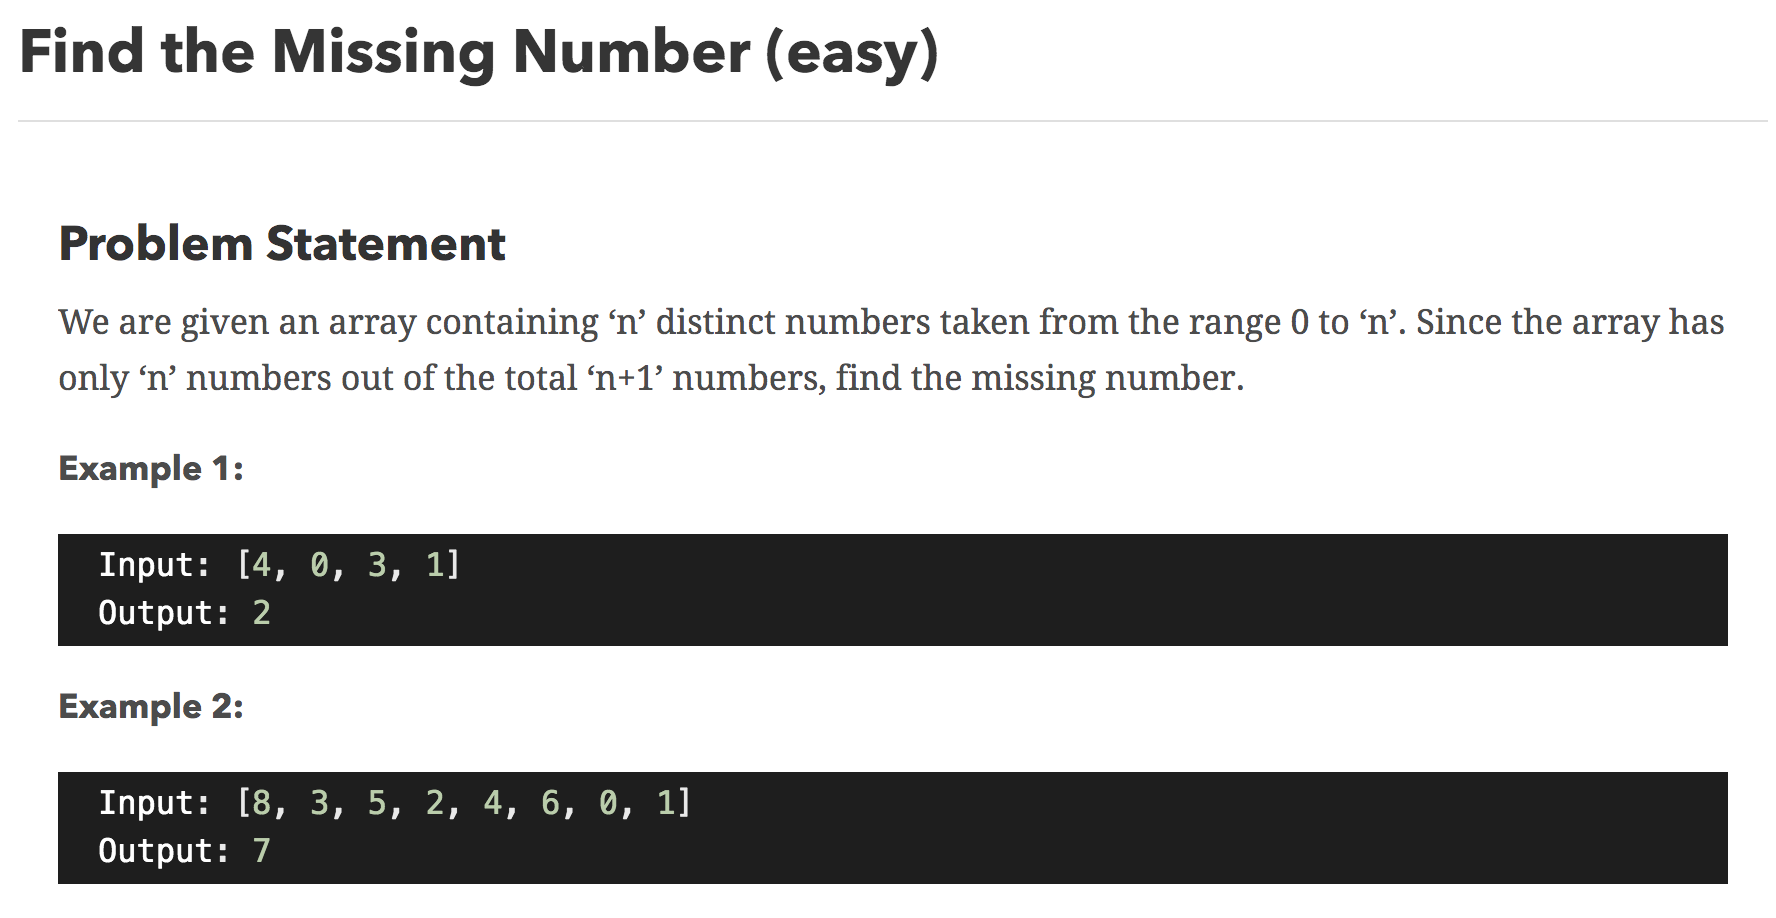 Find the Missing Number (easy)
Problem Statement
We are given an array containing ‘n’ distinct numbers taken from the range 0 to ‘n’. Since the array has
only ‘n’ numbers out of the total ‘n+1’ numbers, find the missing number.
Example 1:
Input: [4, 0, 3, 1]
Output: 2
Example 2:
Input: [8, 3, 5, 2, 4, 6, 0, 1]
Output: 7